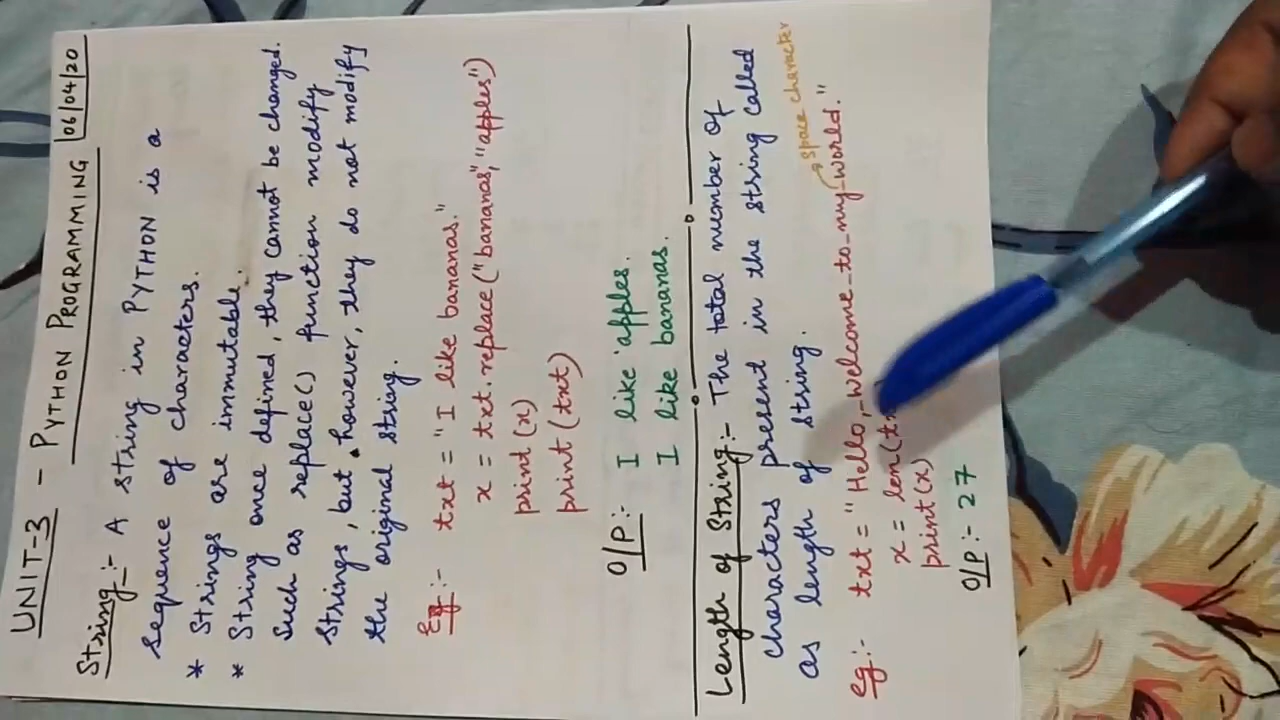 UNIT-3 - PYTHON PROGRAMMING 06/04/20
String:- A string in PYTHON is a
sequence of characters.
* Strings are immutable.
* String once defined, they cannot be changed.
Such as replace() function modify
strings, but however, they do not modify
the original string.
Eg:- txt = "I like bananas."
x = txt.replace("bananas","apples")
print(x)
print(txt)
O/P:- I like apples.
I like bananas.
Length of String:- The total number of
characters present in the string called
as length of string.
space character
eg:- txt = "Hello,-welcome-to-my-world."
x = len(t
print(x)
O/P:- 27